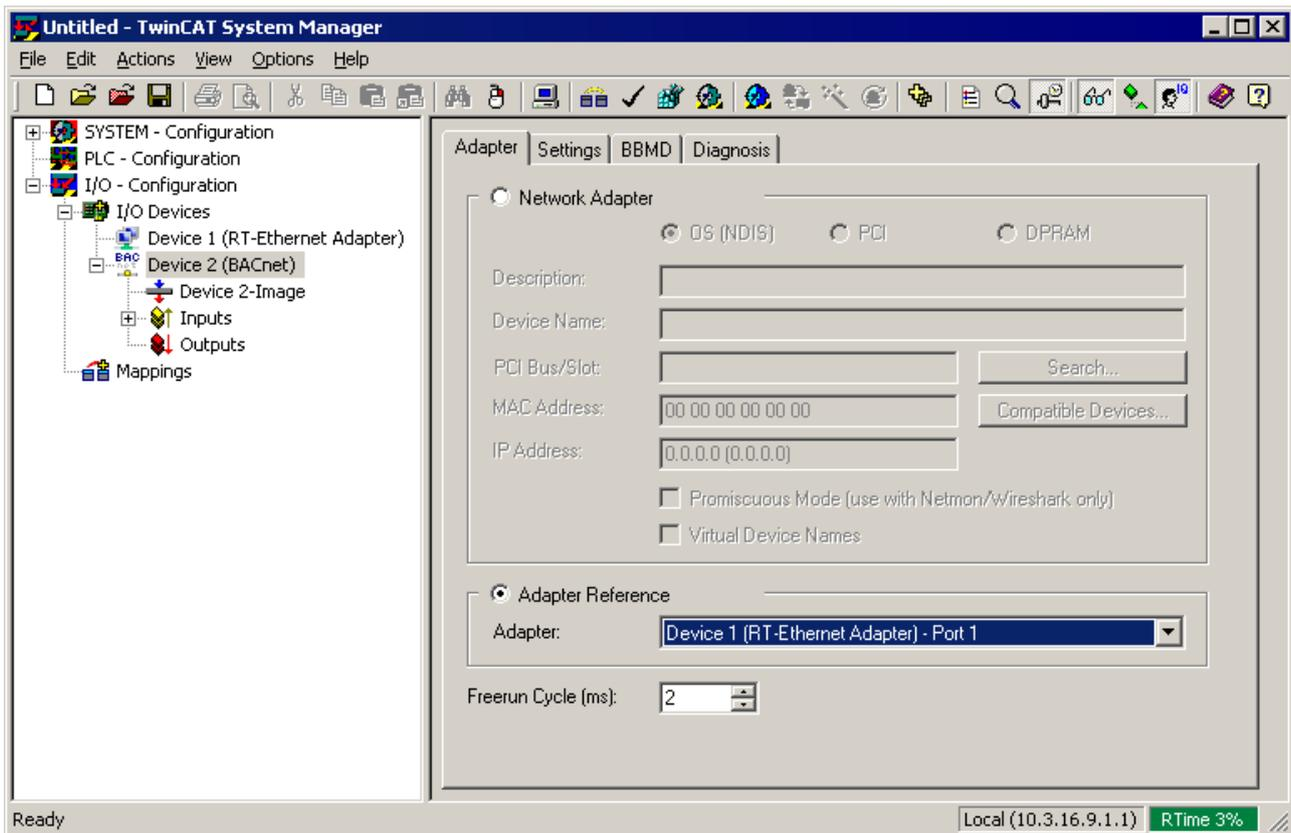 Untitled - TwinCAT System Manager
File Edit Actions View Options Help
SYSTEM - Configuration
PLC - Configuration
I/O - Configuration
I/O Devices
Device 1 (RT-Ethernet Adapter)
BAC
net
Device 2 (BACnet)
Device 2-Image
Inputs
Outputs
Mappings
Adapter Settings BBMD Diagnosis
Network Adapter
OS (NDIS) PCI DPRAM
Description:
Device Name:
PCI Bus/Slot: Search...
MAC Address: 00 00 00 00 00 00 Compatible Devices...
IP Address: 0.0.0.0 (0.0.0.0)
Promiscuous Mode (use with Netmon/Wireshark only)
Virtual Device Names
Adapter Reference
Adapter: Device 1 (RT-Ethernet Adapter) - Port 1
Freerun Cycle (ms): 2
Ready Local (10.3.16.9.1.1) RTime 3%